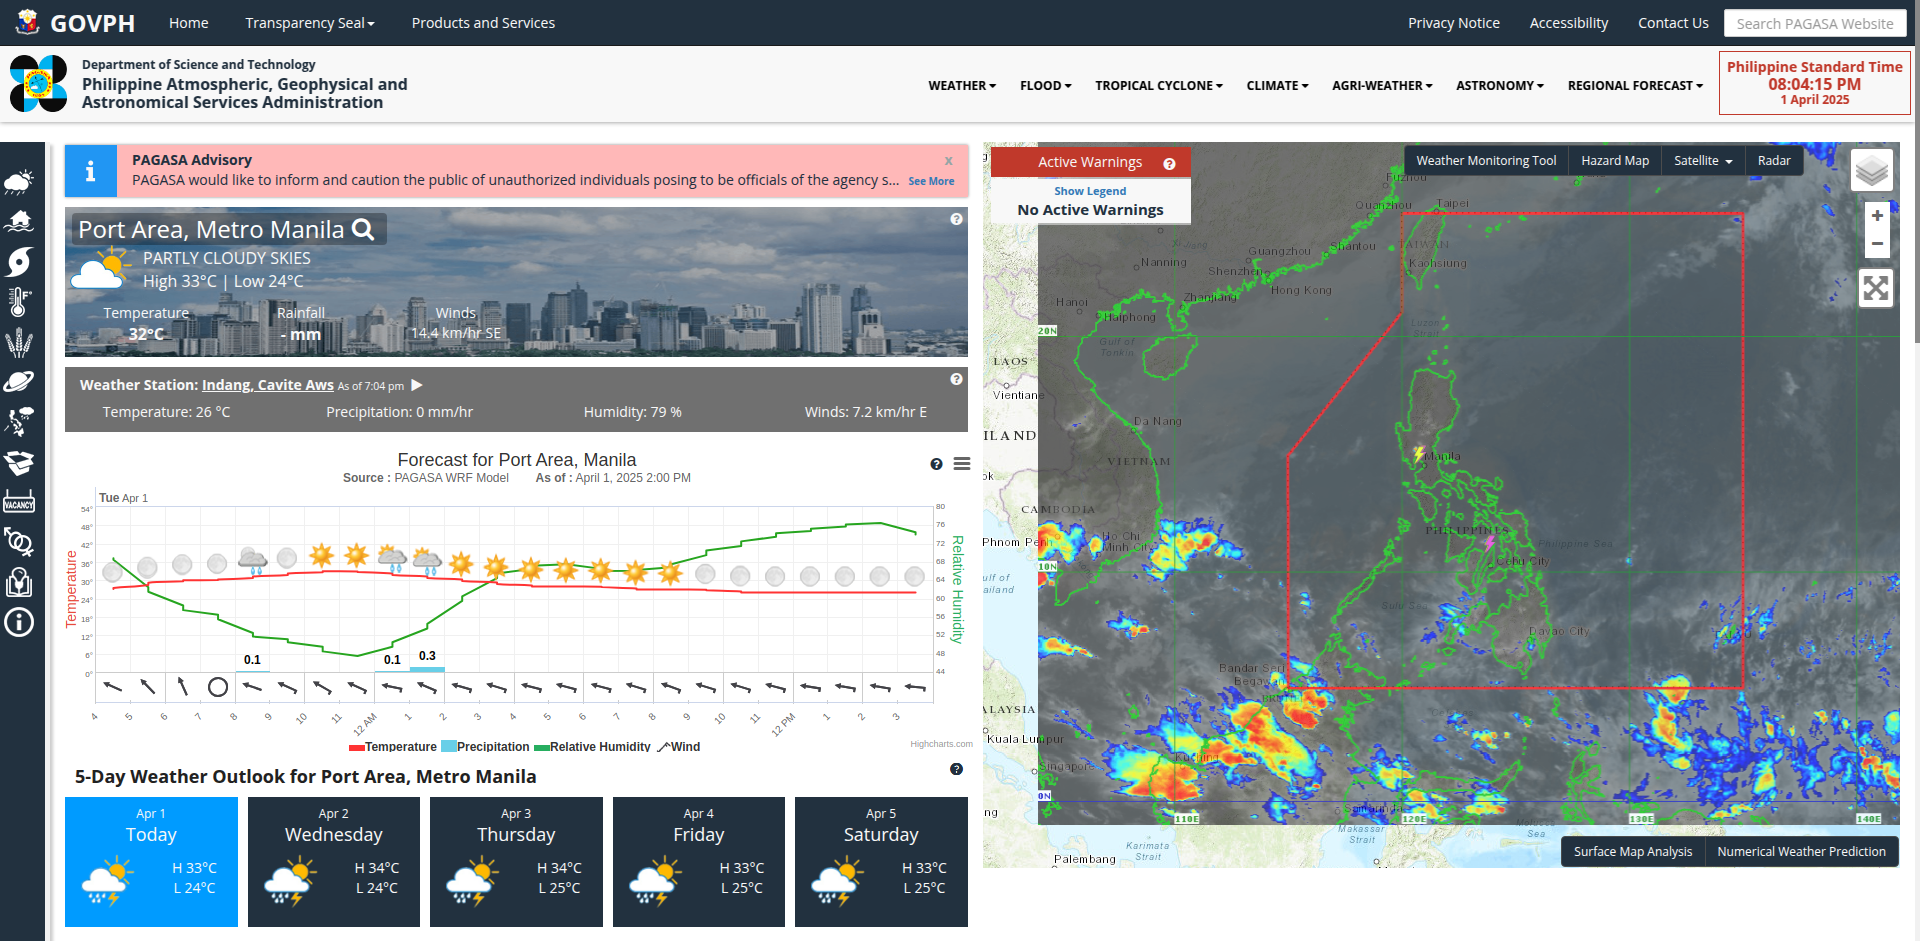 GOVPH
Home
Transparency Seal
Products and Services
Privacy Notice
Accessibility
Contact Us
Search PAGASA Website
Department of Science and Technology
Philippine Atmospheric, Geophysical and
Astronomical Services Administration
WEATHER
FLOOD
TROPICAL CYCLONE
CLIMATE
AGRI-WEATHER
ASTRONOMY
REGIONAL FORECAST
Philippine Standard Time
08:04:15 PM
1 April 2025
PAGASA Advisory
x
PAGASA would like to inform and caution the public of unauthorized individuals posing to be officials of the agency s...
See More
Port Area, Metro Manila
PARTLY CLOUDY SKIES
High 33°C | Low 24°C
Temperature
32°C
Rainfall
- mm
Winds
14.4 km/hr SE
Weather Station: Indang, Cavite Aws As of 7:04 pm
Temperature: 26 °C
Precipitation: 0 mm/hr
Humidity: 79 %
Winds: 7.2 km/hr E
VACANCY
Forecast for Port Area, Manila
Source : PAGASA WRF Model
As of : April 1, 2025 2:00 PM
Tue Apr 1
Temperature
54°
48°
42°
36°
30°
24°
18°
12°
6°
0°
Relative Humidity
80
76
72
68
64
60
56
52
48
44
0.1
0.1
0.3
4 5 6 7 8 9 10 11 12 AM 1 2 3 4 5 6 7 8 9 10 11 12 PM 1 2 3
Temperature
Precipitation
Relative Humidity
Wind
Highcharts.com
5-Day Weather Outlook for Port Area, Metro Manila
Apr 1
Today
H 33°C
L 24°C
Apr 2
Wednesday
H 34°C
L 24°C
Apr 3
Thursday
H 34°C
L 25°C
Apr 4
Friday
H 33°C
L 25°C
Apr 5
Saturday
H 33°C
L 25°C
Active Warnings
Show Legend
No Active Warnings
Weather Monitoring Tool
Hazard Map
Satellite
Radar
+
−
Fuzhou
Quanzhou
Taipei
TAIWAN
Kaohsiung
Shantou
Guangzhou
Shenzhen
Hong Kong
Zhanjiang
Nanning
Hanoi
Haiphong
20N
Gulf of
Tonkin
Luzon
Strait
LAOS
Vientiane
Da Nang
ILAND
VIETNAM
Manila
ok
CAMBODIA
Phnom Penh
Ho Chi
Minh City
PHILIPPINES
Philippine Sea
Cebu City
10N
ulf of
ailand
Sulu Sea
Davao City
Bandar Seri
Begawan
ALAYSIA
Kuala Lumpur
Singapore
Kuching
0N
Samarinda
ng
110E
120E
130E
140E
Makassar
Strait
Karimata
Strait
Palembang
Sea
Surface Map Analysis
Numerical Weather Prediction